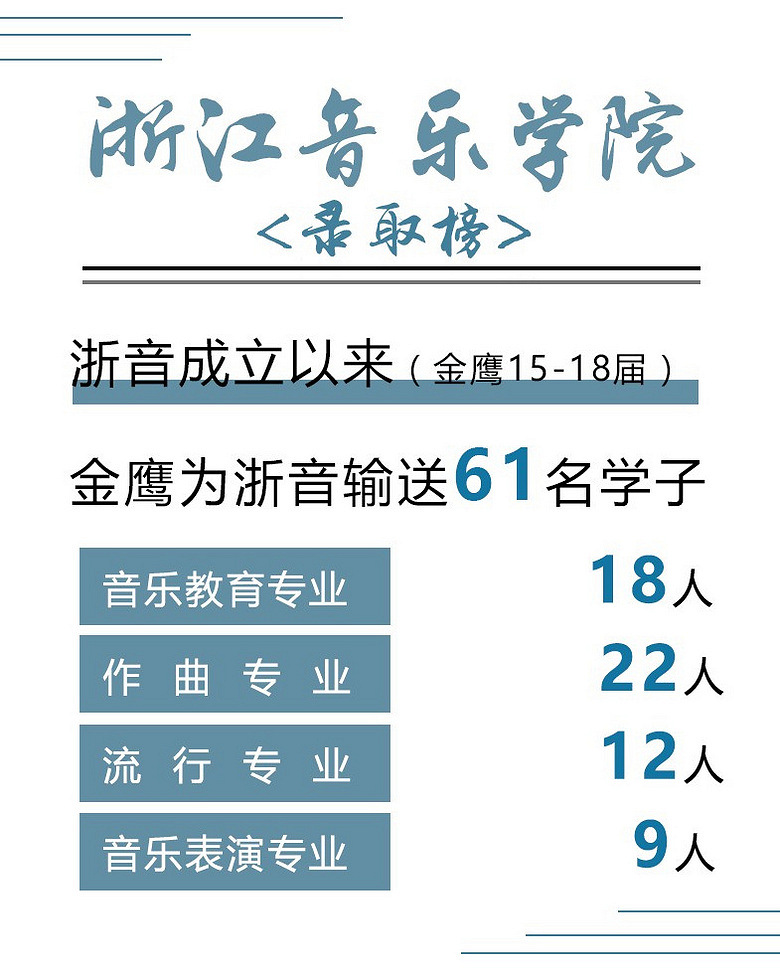 浙江音乐学院
<录取榜>
浙音成立以来（金鹰15-18届）
金鹰为浙音输送61名学子
音乐教育专业 18人
作曲专业 22人
流行专业 12人
音乐表演专业 9人